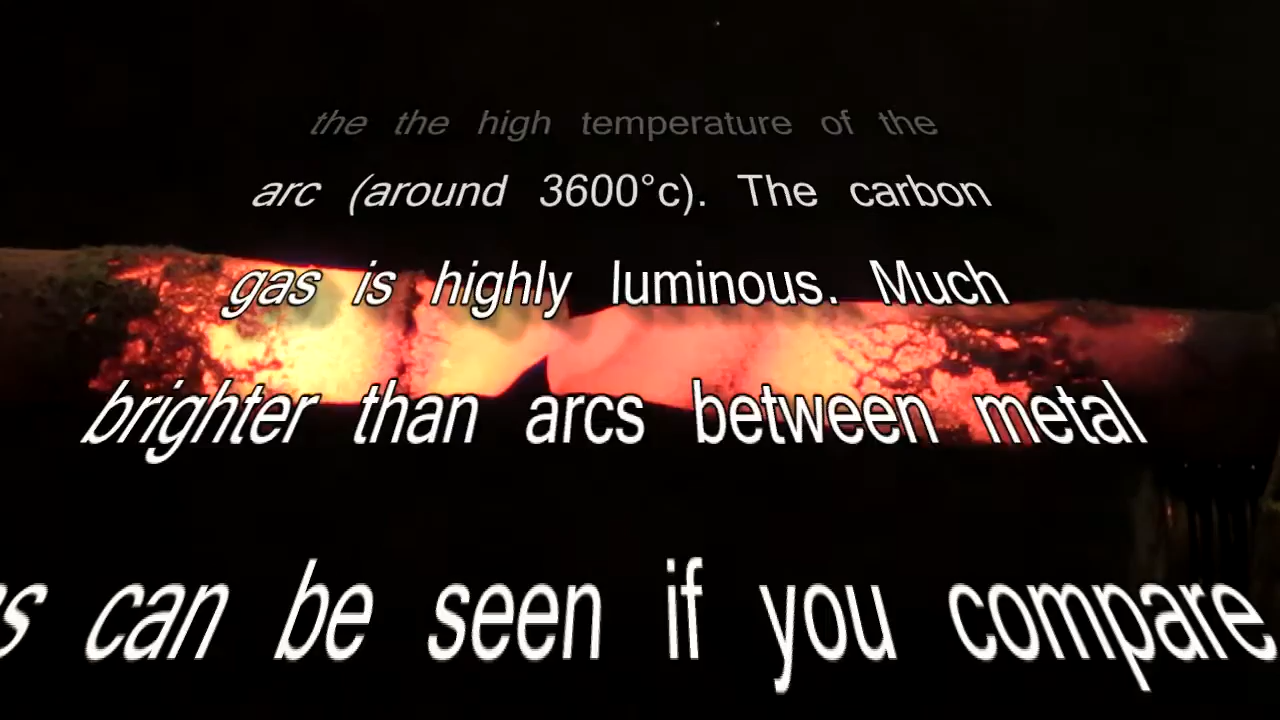 the the high temperature of the
arc (around 3600°c). The carbon
gas is highly luminous. Much
brighter than arcs between metal
can be seen if you compare